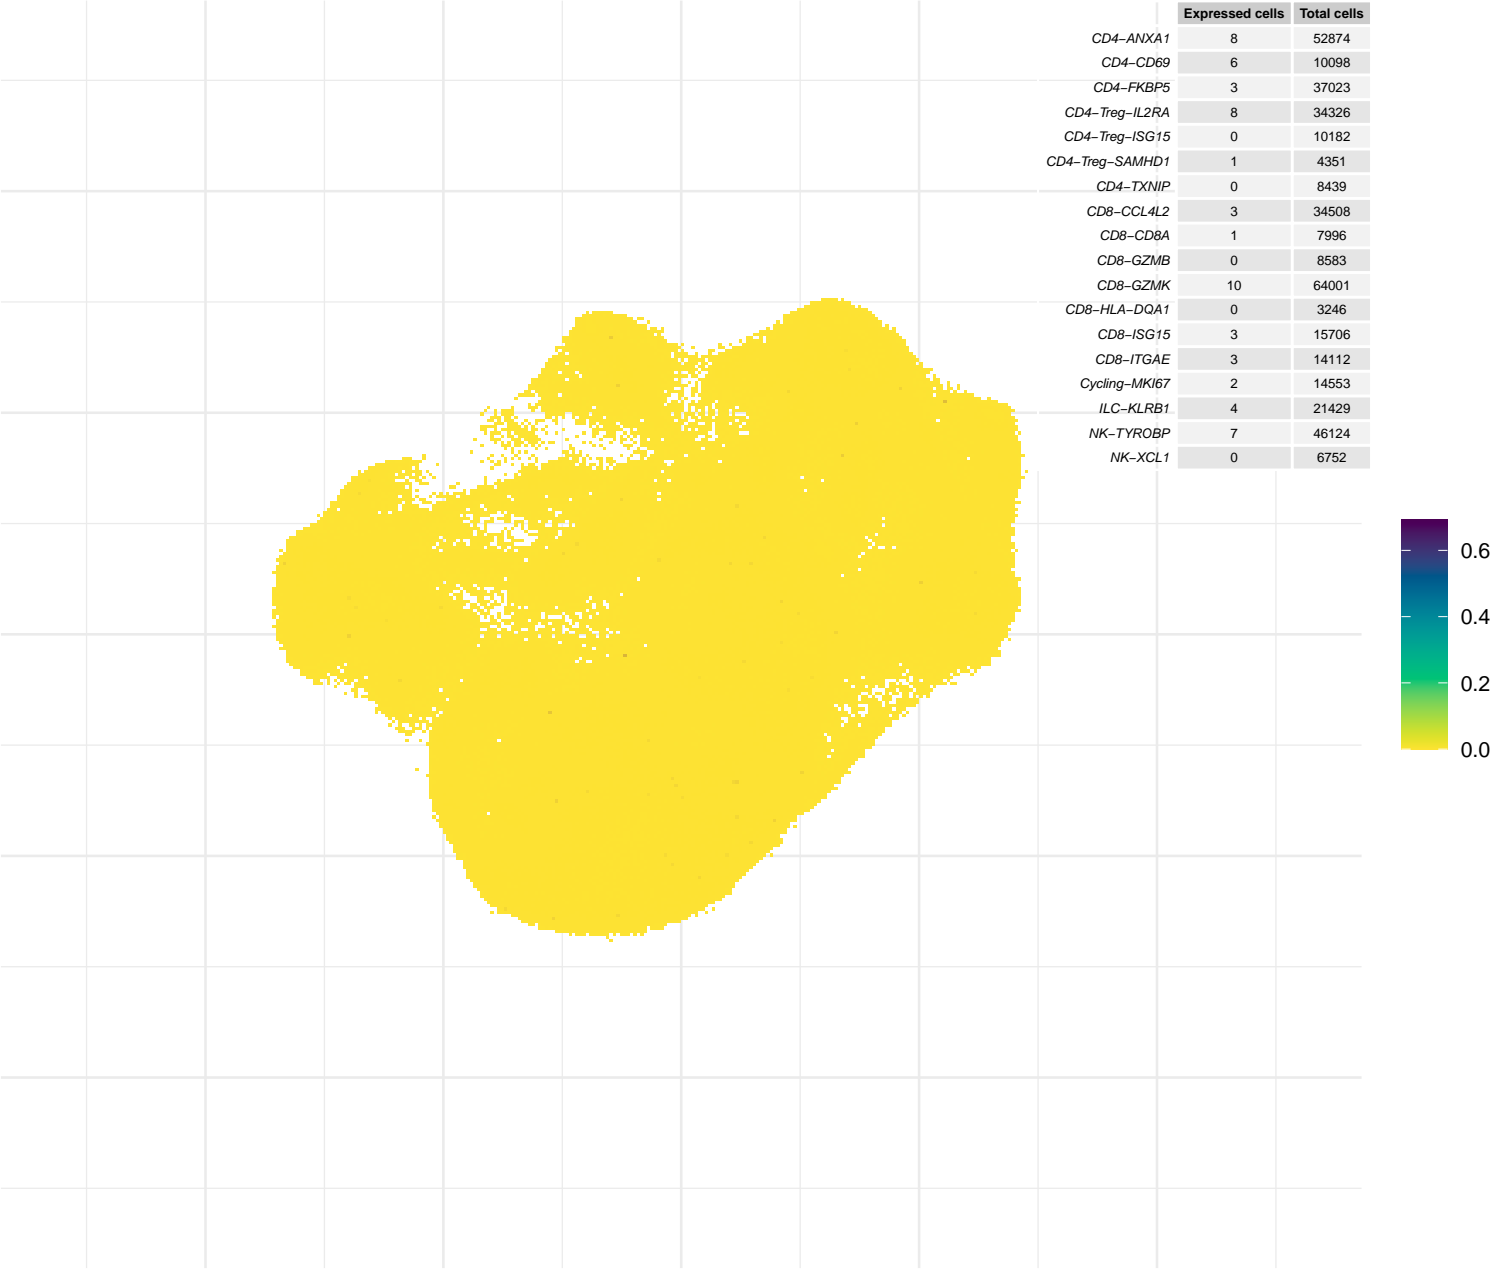 Expressed cells Total cells
CD4−ANXA1 8 52874
CD4−CD69 6 10098
CD4−FKBP5 3 37023
CD4−Treg−IL2RA 8 34326
CD4−Treg−ISG15 0 10182
CD4−Treg−SAMHD1 1 4351
CD4−TXNIP 0 8439
CD8−CCL4L2 3 34508
CD8−CD8A 1 7996
CD8−GZMB 0 8583
CD8−GZMK 10 64001
CD8−HLA−DQA1 0 3246
CD8−ISG15 3 15706
CD8−ITGAE 3 14112
Cycling−MKI67 2 14553
ILC−KLRB1 4 21429
NK−TYROBP 7 46124
NK−XCL1 0 6752
0.6
0.4
0.2
0.0